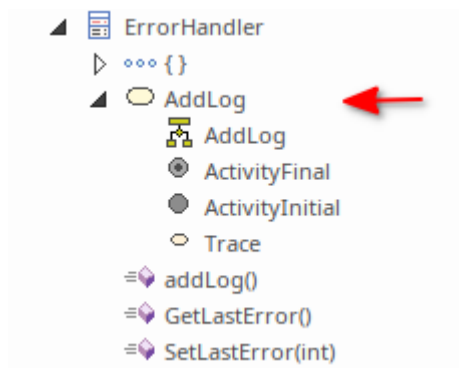 ErrorHandler
{ }
AddLog
AddLog
ActivityFinal
ActivityInitial
Trace
addLog()
GetLastError()
SetLastError(int)